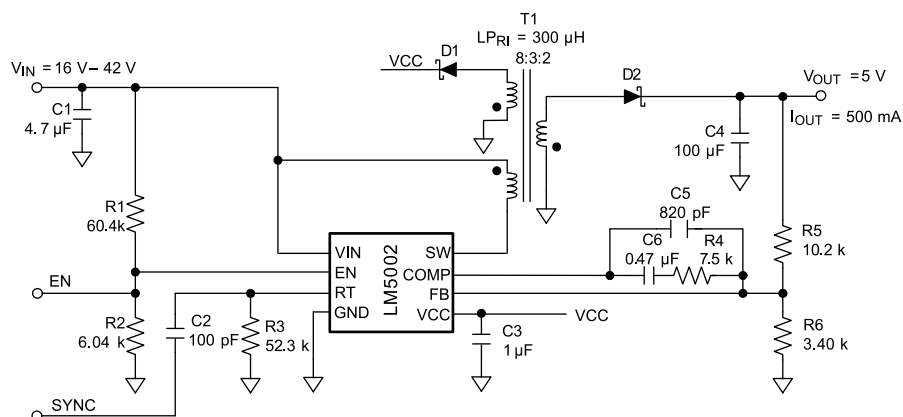 T1
LPRI = 300 µH
8:3:2
D1
VCC
D2
VIN = 16 V – 42 V
VOUT = 5 V
IOUT = 500 mA
C1
4.7 µF
C4
100 µF
R1
60.4k
C5
820 pF
C6
0.47 µF
R4
7.5 k
R5
10.2 k
LM5002
VIN
EN
RT
GND
SW
COMP
FB
VCC
EN
R2
6.04 k
C2
100 pF
R3
52.3 k
C3
1 µF
VCC
R6
3.40 k
SYNC